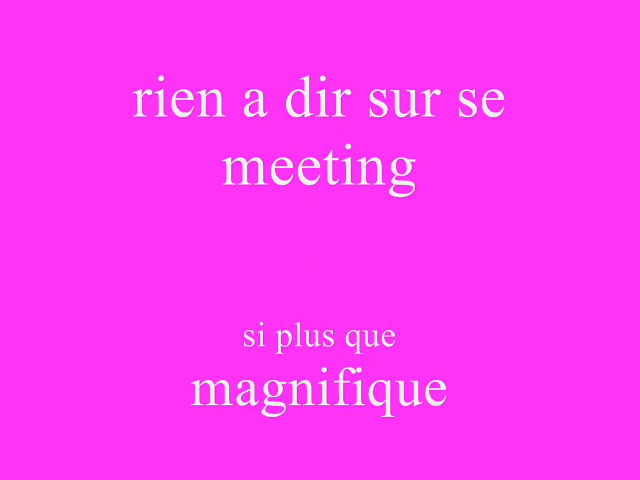 rien a dir sur se
meeting
si plus que
magnifique